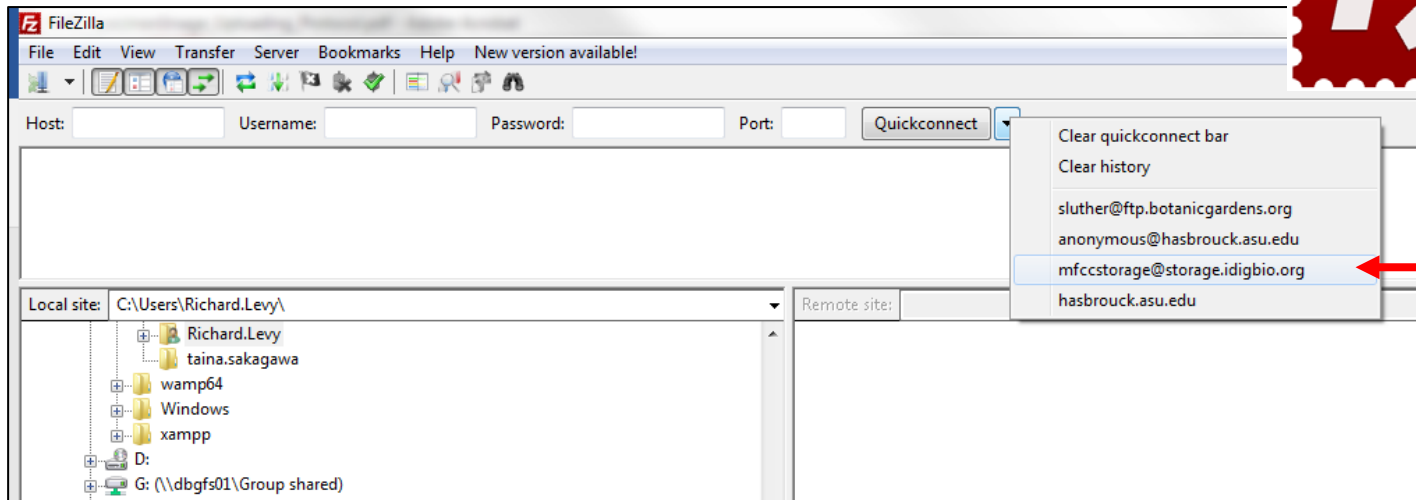 FileZilla
File Edit View Transfer Server Bookmarks Help New version available!
Host: Username: Password: Port: Quickconnect
Clear quickconnect bar
Clear history
sluther@ftp.botanicgardens.org
anonymous@hasbrouck.asu.edu
mfccstorage@storage.idigbio.org
hasbrouck.asu.edu
Local site: C:\Users\Richard.Levy\ Remote site:
Richard.Levy
taina.sakagawa
wamp64
Windows
xampp
D:
G: (\\dbgfs01\Group shared)